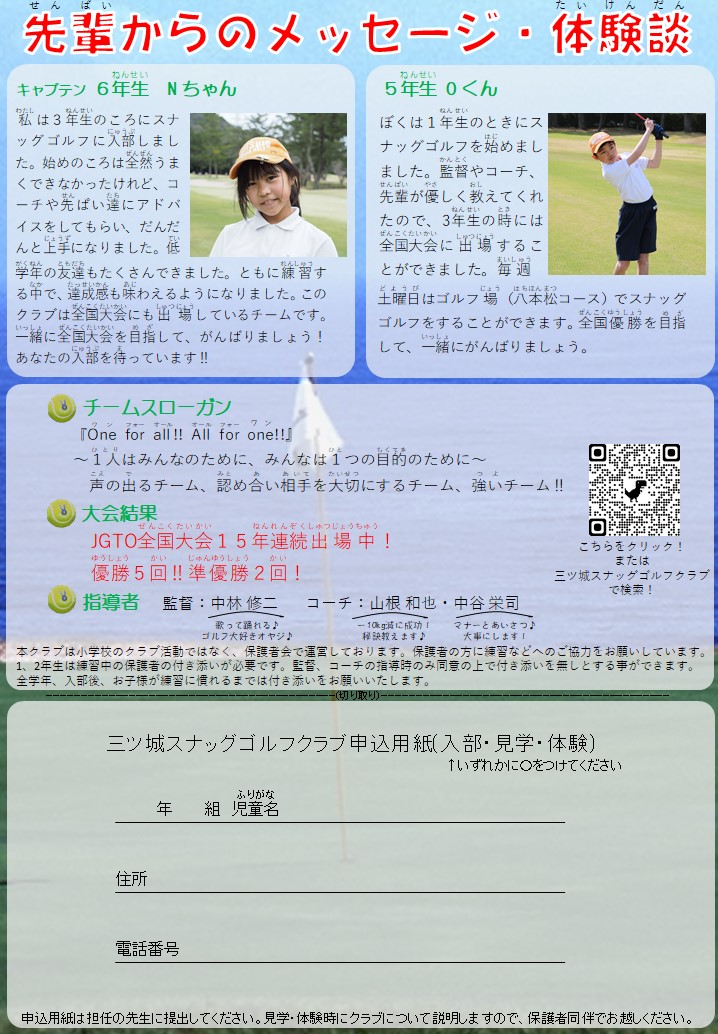 せんぱい たいけんだん
先輩からのメッセージ・体験談
キャプテン ６年生 Nちゃん
私は３年生のころにスナ
ッグゴルフに入部しまし
た。始めのころは全然うま
くできなかったけれど、コ
ーチや先ぱい達にアドバ
イスをしてもらい、だんだ
んと上手になりました。低
学年の友達もたくさんできました。ともに練習す
る中で、達成感も味わえるようになりました。この
クラブは全国大会にも出場しているチームです。
一緒に全国大会を目指して、がんばりましょう！
あなたの入部を待っています‼
５年生 Oくん
ぼくは１年生のときにス
ナッグゴルフを始めまし
ました。監督やコーチ、
先輩が優しく教えてくれ
たので、3年生の時には
全国大会に出場するこ
とができました。毎週
土曜日はゴルフ場（八本松コース）でスナッグ
ゴルフをすることができます。全国優勝を目指
して、一緒にがんばりましょう。
チームスローガン
『One for all‼ All for one‼』
～１人はみんなのために、みんなは１つの目的のために～
声の出るチーム、認め合い相手を大切にするチーム、強いチーム‼
大会結果
JGTO全国大会１５年連続出場中！
優勝５回‼準優勝２回！
こちらをクリック！
または
三ツ城スナッグゴルフクラブ
で検索！
指導者 監督：中林 修二 コーチ：山根 和也・中谷 栄司
歌って踊れる♪ －10kg減に成功！ マナーとあいさつ♪
ゴルフ大好きオヤジ♪ 秘訣教えます♪ 大事にします！
本クラブは小学校のクラブ活動ではなく、保護者会で運営しております。保護者の方に練習などへのご協力をお願いしています。
1、2年生は練習中の保護者の付き添いが必要です。監督、コーチの指導時のみ同意の上で付き添いを無しとする事ができます。
全学年、入部後、お子様が練習に慣れるまでは付き添いをお願いいたします。
(切り取り)
三ツ城スナッグゴルフクラブ申込用紙(入部・見学・体験)
↑いずれかに〇をつけてください
ふりがな
年 組 児童名
住所
電話番号
申込用紙は担任の先生に提出してください。見学・体験時にクラブについて説明しますので、保護者同伴でお越しください。